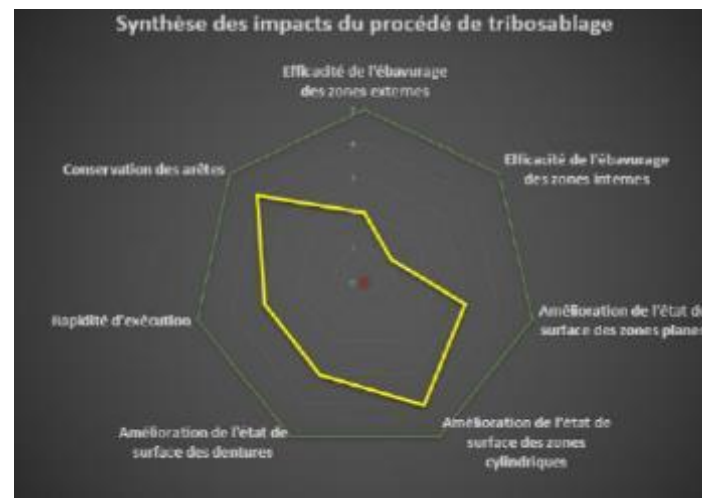 Synthèse des impacts du procédé de tribosablage
Efficacité de l'ébavurage
des zones externes
Efficacité de l'ébavurage
des zones internes
Conservation des arêtes
Rapidité d'exécution
Amélioration de l'état de
surface des zones planes
Amélioration de l'état de
surface des dentures
Amélioration de l'état de
surface des zones
cylindriques